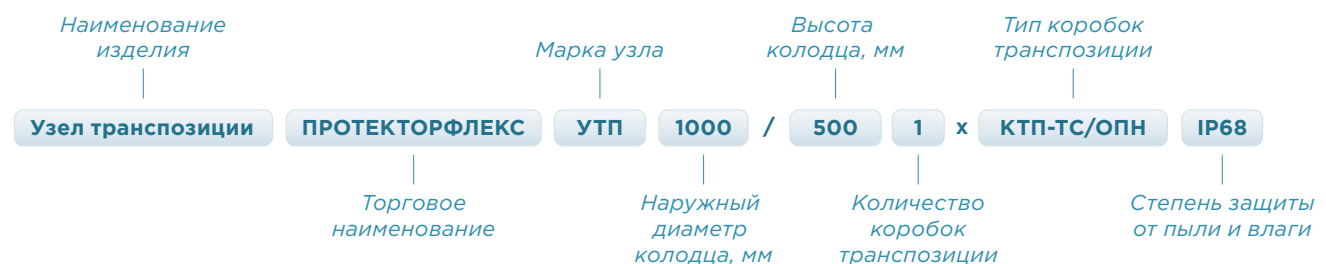 Наименование
изделия
Марка узла
Высота
колодца, мм
Тип коробок
транспозиции
Узел транспозиции ПРОТЕКТОРФЛЕКС УТП 1000 / 500 1 х КТП-ТС/ОПН IP68
Торговое
наименование
Наружный
диаметр
колодца, мм
Количество
коробок
транспозиции
Степень защиты
от пыли и влаги